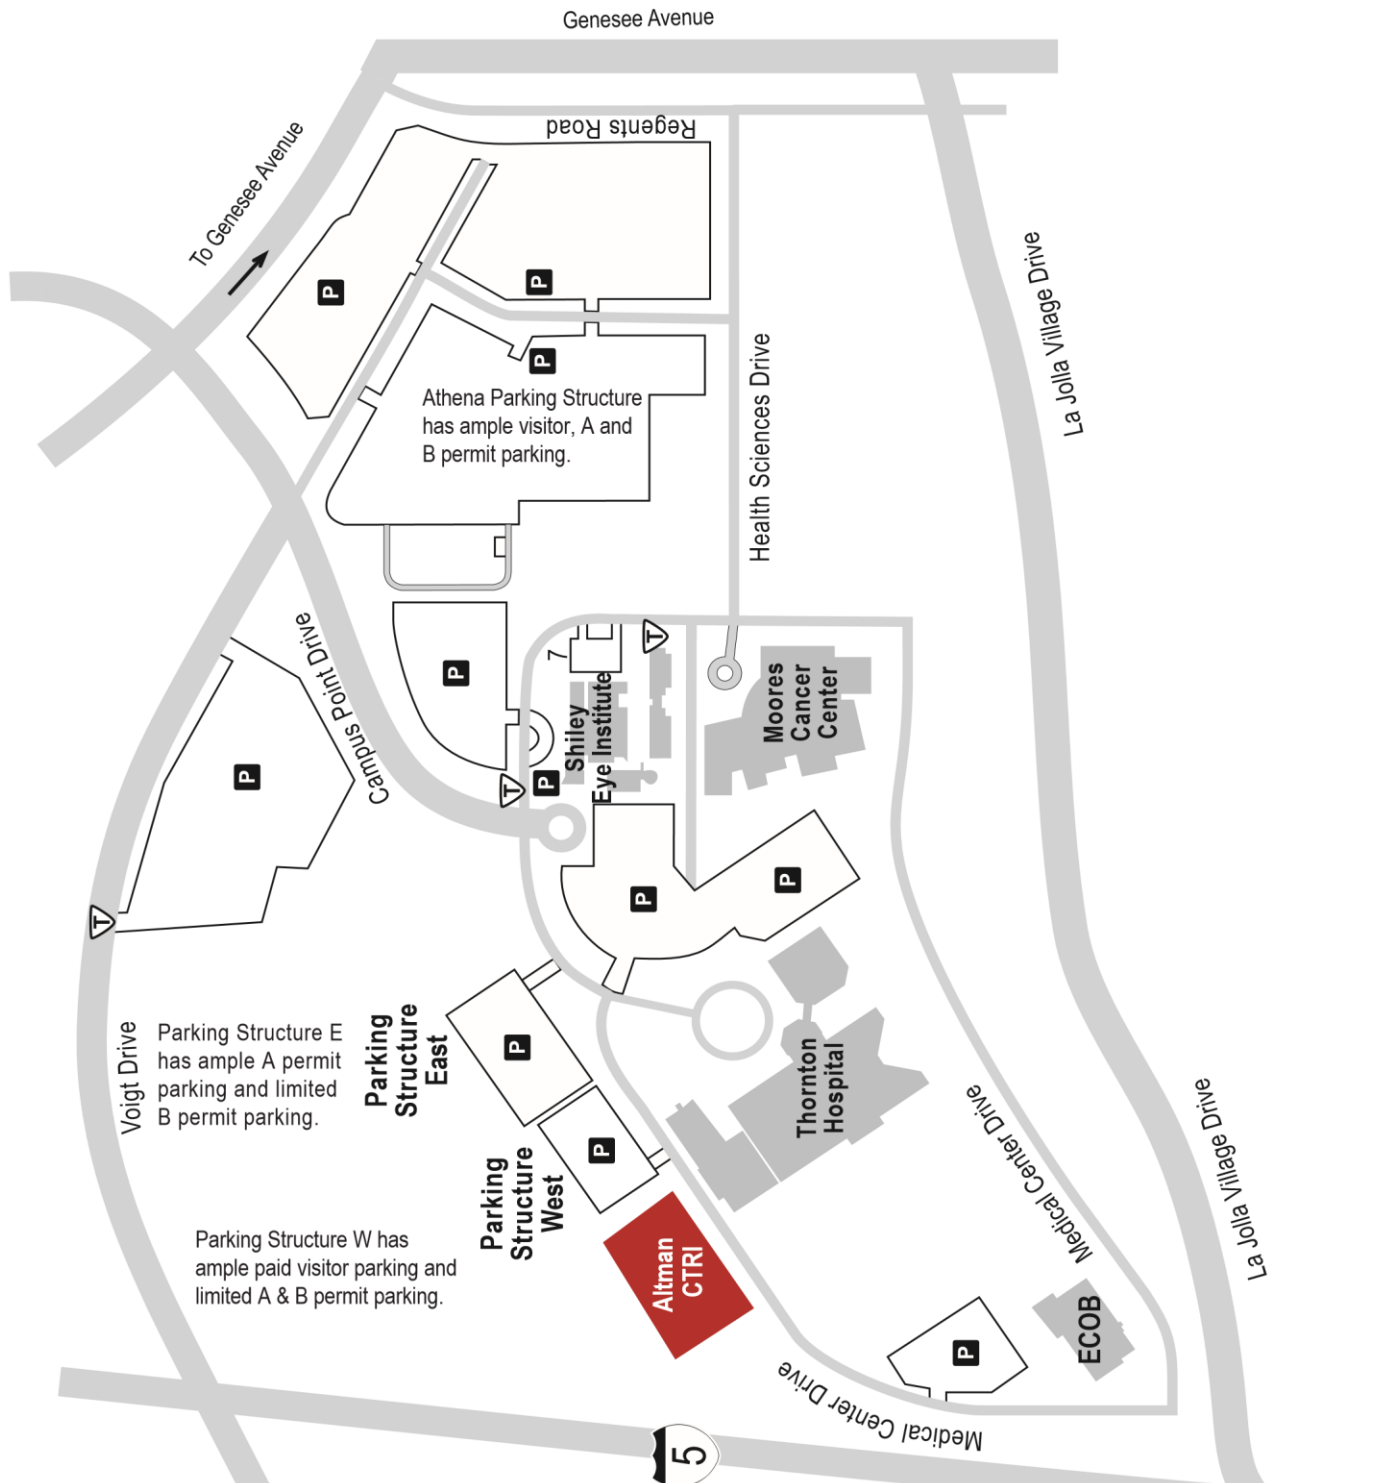 Genesee Avenue
Regents Road
To Genesee Avenue
P
P
P
Athena Parking Structure
has ample visitor, A and
B permit parking.
La Jolla Village Drive
Health Sciences Drive
Campus Point Drive
7
T
P
P
Shiley
Eye Institute
Moores
Cancer
Center
T
P
P
P
T
Voigt Drive
Parking Structure E
has ample A permit
parking and limited
B permit parking.
Parking
Structure
East
P
Thornton
Hospital
Medical Center Drive
La Jolla Village Drive
P
Parking
Structure
West
Parking Structure W has
ample paid visitor parking and
limited A & B permit parking.
Altman
CTRI
P
ECOB
Medical Center Drive
5